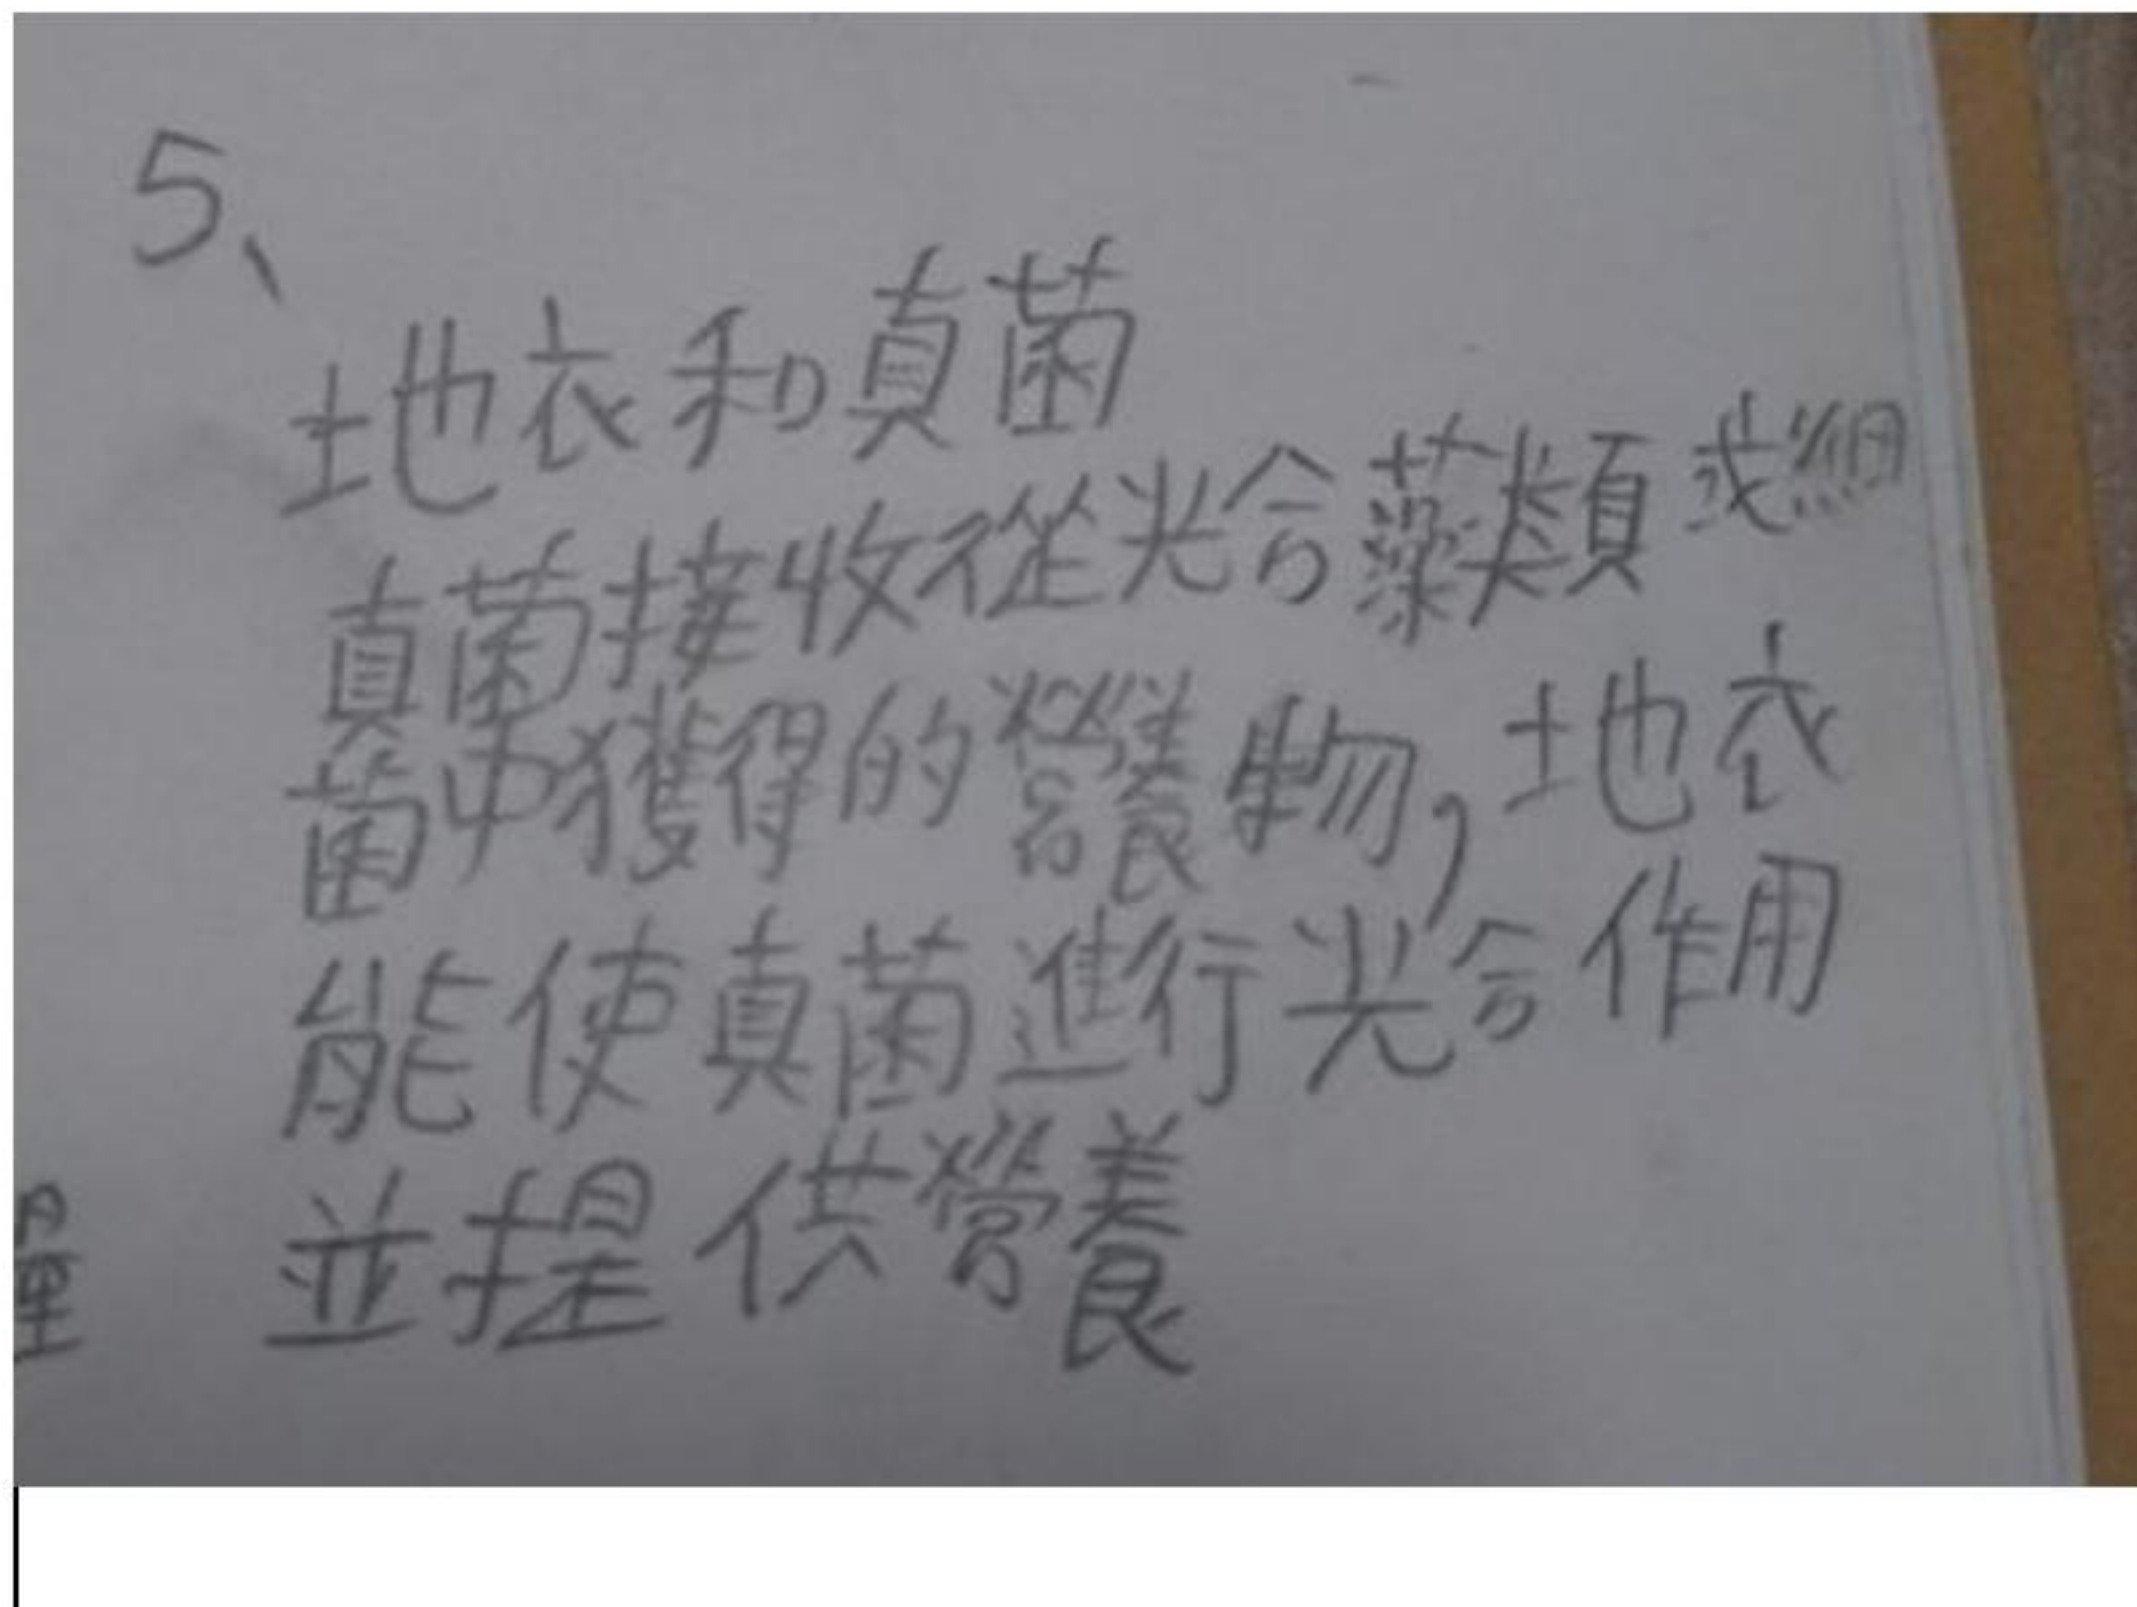 5、
地衣和真菌
真菌接收從光合藻類或細
菌中獲得的營養物,地衣
能使真菌進行光合作用
並提供營養